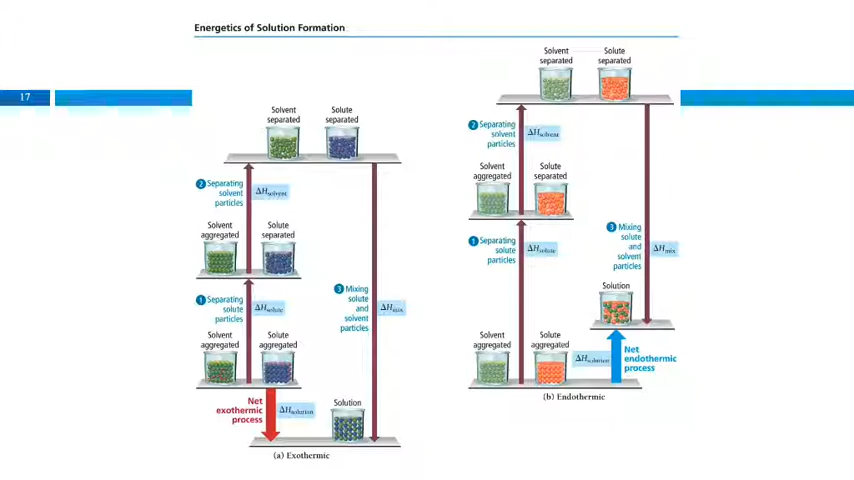 Energetics of Solution Formation
17
Solvent
separated
Solute
separated
2 Separating
solvent
particles
ΔHsolvent
Solvent
aggregated
Solute
separated
1 Separating
solute
particles
ΔHsolute
Solvent
aggregated
Solute
aggregated
3 Mixing
solute
and
solvent
particles
ΔHmix
Net
exothermic
process
ΔHsolution
Solution
(a) Exothermic
Solvent
separated
Solute
separated
2 Separating
solvent
particles
ΔHsolvent
Solvent
aggregated
Solute
separated
1 Separating
solute
particles
ΔHsolute
3 Mixing
solute
and
solvent
particles
ΔHmix
Solution
Solvent
aggregated
Solute
aggregated
ΔHsolution
Net
endothermic
process
(b) Endothermic